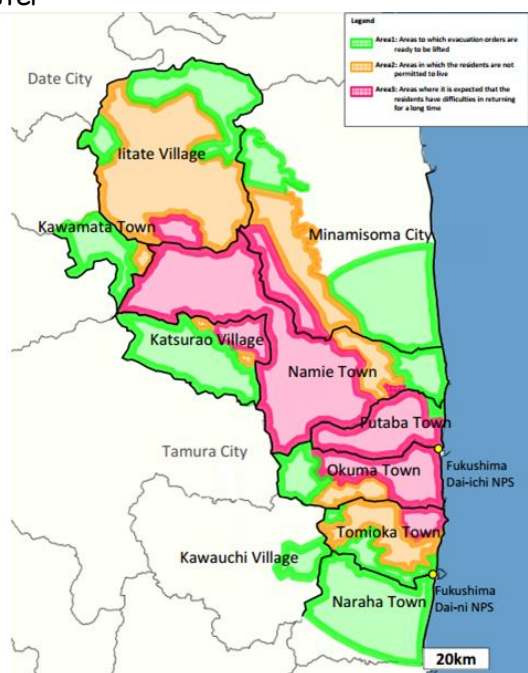 Legend
Area1: Areas to which evacuation orders are
ready to be lifted
Area2: Areas in which the residents are not
permitted to live
Area3: Areas where it is expected that the
residents have difficulties in returning
for a long time
Date City
Iitate Village
Kawamata Town
Minamisoma City
Katsurao Village
Namie Town
Futaba Town
Tamura City
Okuma Town
Fukushima
Dai-ichi NPS
Tomioka Town
Kawauchi Village
Fukushima
Dai-ni NPS
Naraha Town
20km